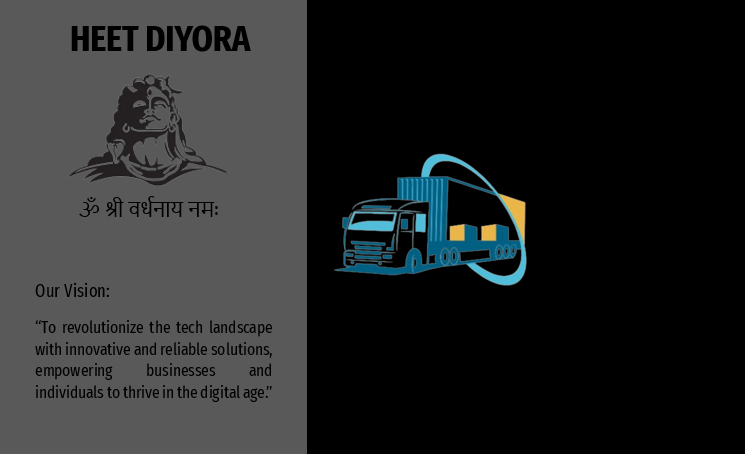 HEET DIYORA
ॐ श्री वर्धनाय नमः
Our Vision:
“To revolutionize the tech landscape
with innovative and reliable solutions,
empowering businesses and
individuals to thrive in the digital age.”